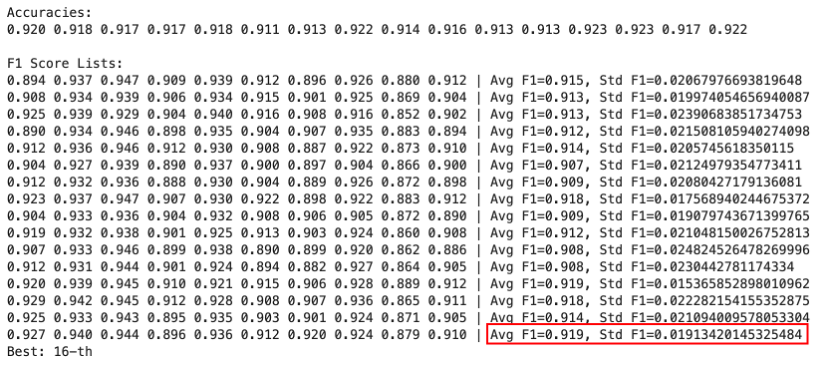 Accuracies:
0.920 0.918 0.917 0.917 0.918 0.911 0.913 0.922 0.914 0.916 0.913 0.913 0.923 0.923 0.917 0.922
F1 Score Lists:
0.894 0.937 0.947 0.909 0.939 0.912 0.896 0.926 0.880 0.912 | Avg F1=0.915, Std F1=0.02067976693819648
0.908 0.934 0.939 0.906 0.934 0.915 0.901 0.925 0.869 0.904 | Avg F1=0.913, Std F1=0.019974054656940087
0.925 0.939 0.929 0.904 0.940 0.916 0.908 0.916 0.852 0.902 | Avg F1=0.913, Std F1=0.02390683851734753
0.890 0.934 0.946 0.898 0.935 0.904 0.907 0.935 0.883 0.894 | Avg F1=0.912, Std F1=0.021508105940274098
0.912 0.936 0.946 0.912 0.930 0.908 0.887 0.922 0.873 0.910 | Avg F1=0.914, Std F1=0.0205745618350115
0.904 0.927 0.939 0.890 0.937 0.900 0.897 0.904 0.866 0.900 | Avg F1=0.907, Std F1=0.02124979354773411
0.912 0.932 0.936 0.888 0.930 0.904 0.889 0.926 0.872 0.898 | Avg F1=0.909, Std F1=0.02080427179136081
0.923 0.937 0.947 0.907 0.930 0.922 0.898 0.922 0.883 0.912 | Avg F1=0.918, Std F1=0.017568940244675372
0.904 0.933 0.936 0.904 0.932 0.908 0.906 0.905 0.872 0.890 | Avg F1=0.909, Std F1=0.019079743671399765
0.919 0.932 0.938 0.901 0.925 0.913 0.903 0.924 0.860 0.908 | Avg F1=0.912, Std F1=0.021048150026752813
0.907 0.933 0.946 0.899 0.938 0.890 0.899 0.920 0.862 0.886 | Avg F1=0.908, Std F1=0.024824526478269996
0.912 0.931 0.944 0.901 0.924 0.894 0.882 0.927 0.864 0.905 | Avg F1=0.908, Std F1=0.0230442781174334
0.920 0.939 0.945 0.910 0.921 0.915 0.906 0.928 0.889 0.912 | Avg F1=0.919, Std F1=0.015365852898010962
0.929 0.942 0.945 0.912 0.928 0.908 0.907 0.936 0.865 0.911 | Avg F1=0.918, Std F1=0.022282154155352875
0.925 0.933 0.943 0.895 0.935 0.903 0.901 0.924 0.871 0.905 | Avg F1=0.914, Std F1=0.021094009578053304
0.927 0.940 0.944 0.896 0.936 0.912 0.920 0.924 0.879 0.910 | Avg F1=0.919, Std F1=0.01913420145325484
Best: 16-th